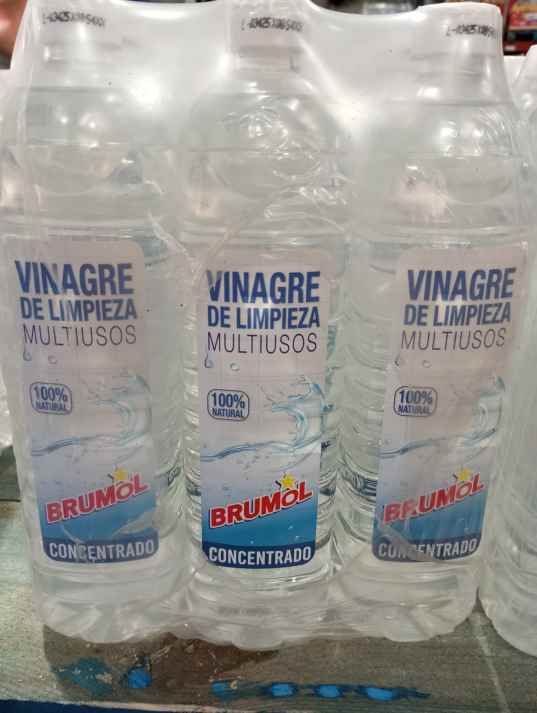 VINAGRE
DE LIMPIEZA
MULTIUSOS
100%
NATURAL
BRUMOL
CONCENTRADO
VINAGRE
DE LIMPIEZA
MULTIUSOS
100%
NATURAL
BRUMOL
CONCENTRADO
VINAGRE
DE LIMPIEZA
MULTIUSOS
100%
NATURAL
BRUMOL
CONCENTRADO